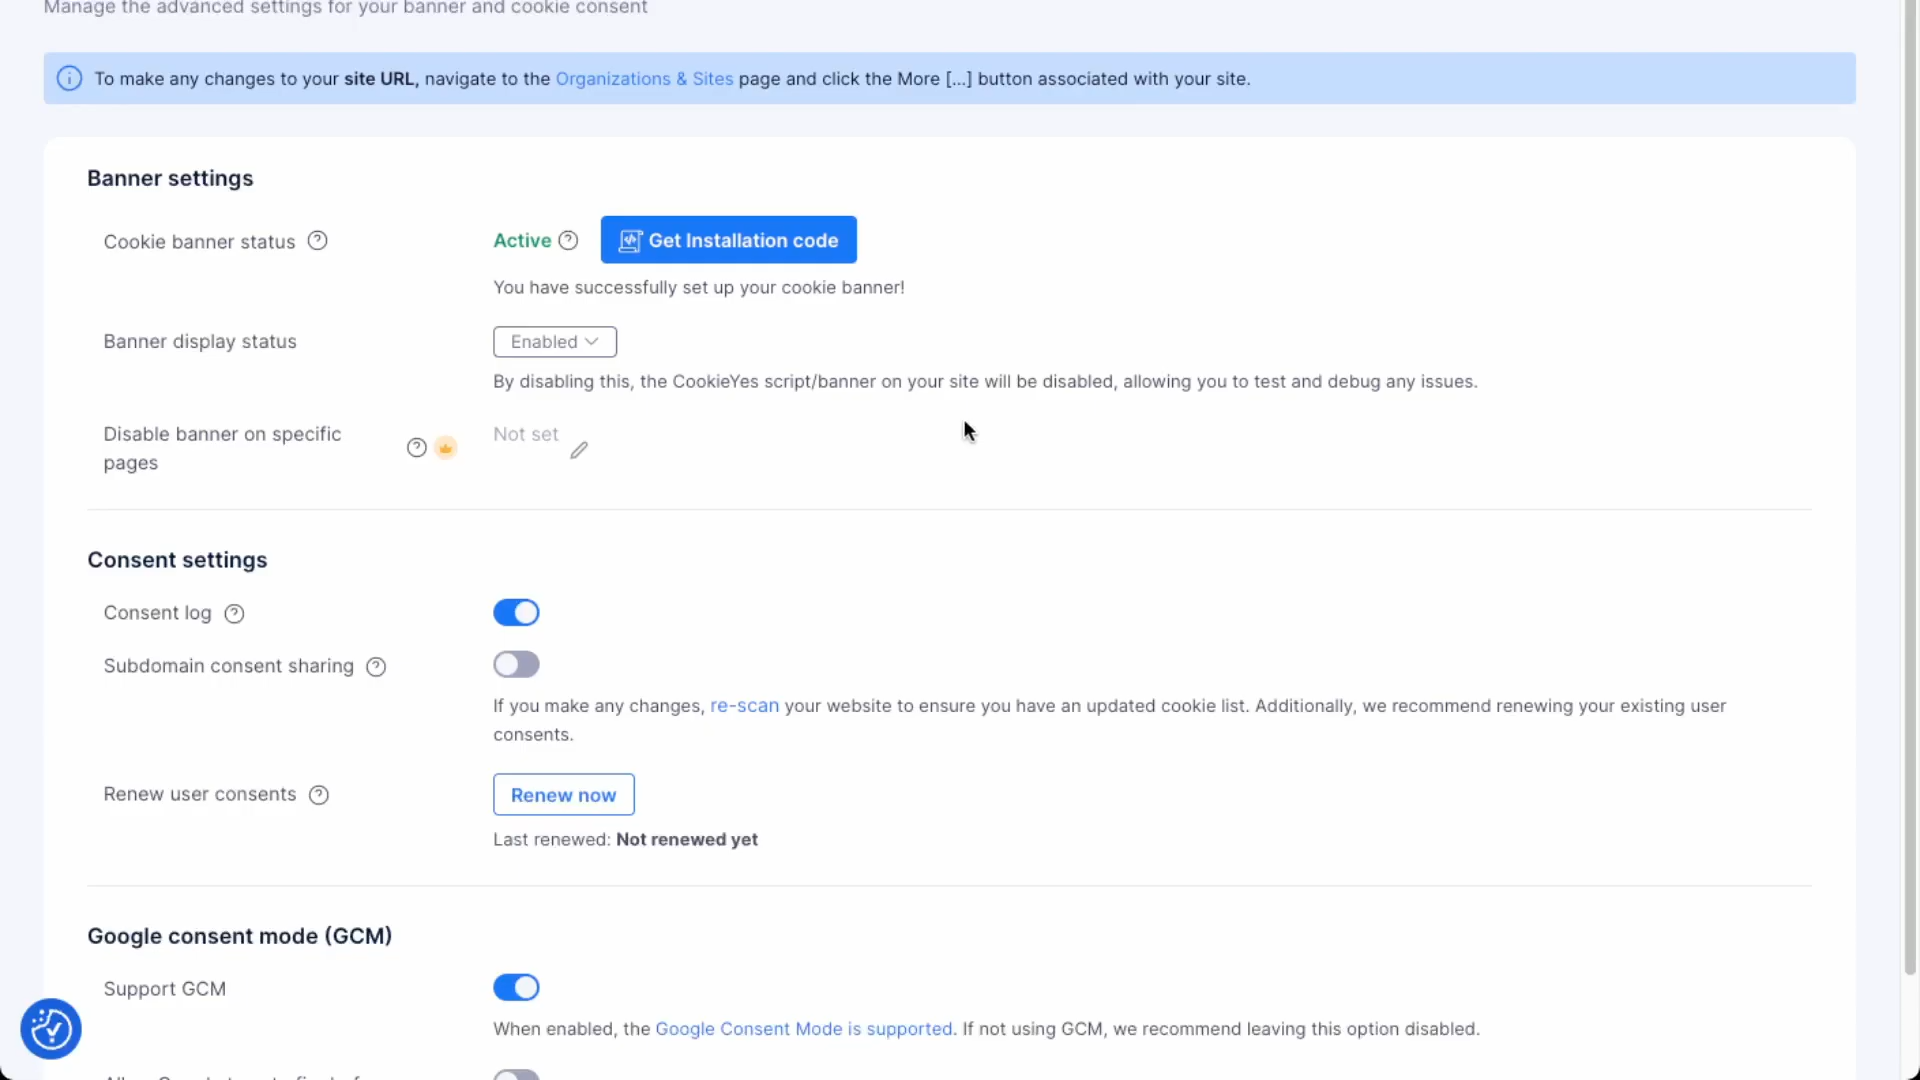 Manage the advanced settings for your banner and cookie consent
To make any changes to your site URL, navigate to the Organizations & Sites page and click the More [...] button associated with your site.
Banner settings
Cookie banner status
Active
Get Installation code
You have successfully set up your cookie banner!
Banner display status
Enabled
By disabling this, the CookieYes script/banner on your site will be disabled, allowing you to test and debug any issues.
Disable banner on specific
pages
Not set
Consent settings
Consent log
Subdomain consent sharing
If you make any changes, re-scan your website to ensure you have an updated cookie list. Additionally, we recommend renewing your existing user
consents.
Renew user consents
Renew now
Last renewed: Not renewed yet
Google consent mode (GCM)
Support GCM
When enabled, the Google Consent Mode is supported. If not using GCM, we recommend leaving this option disabled.